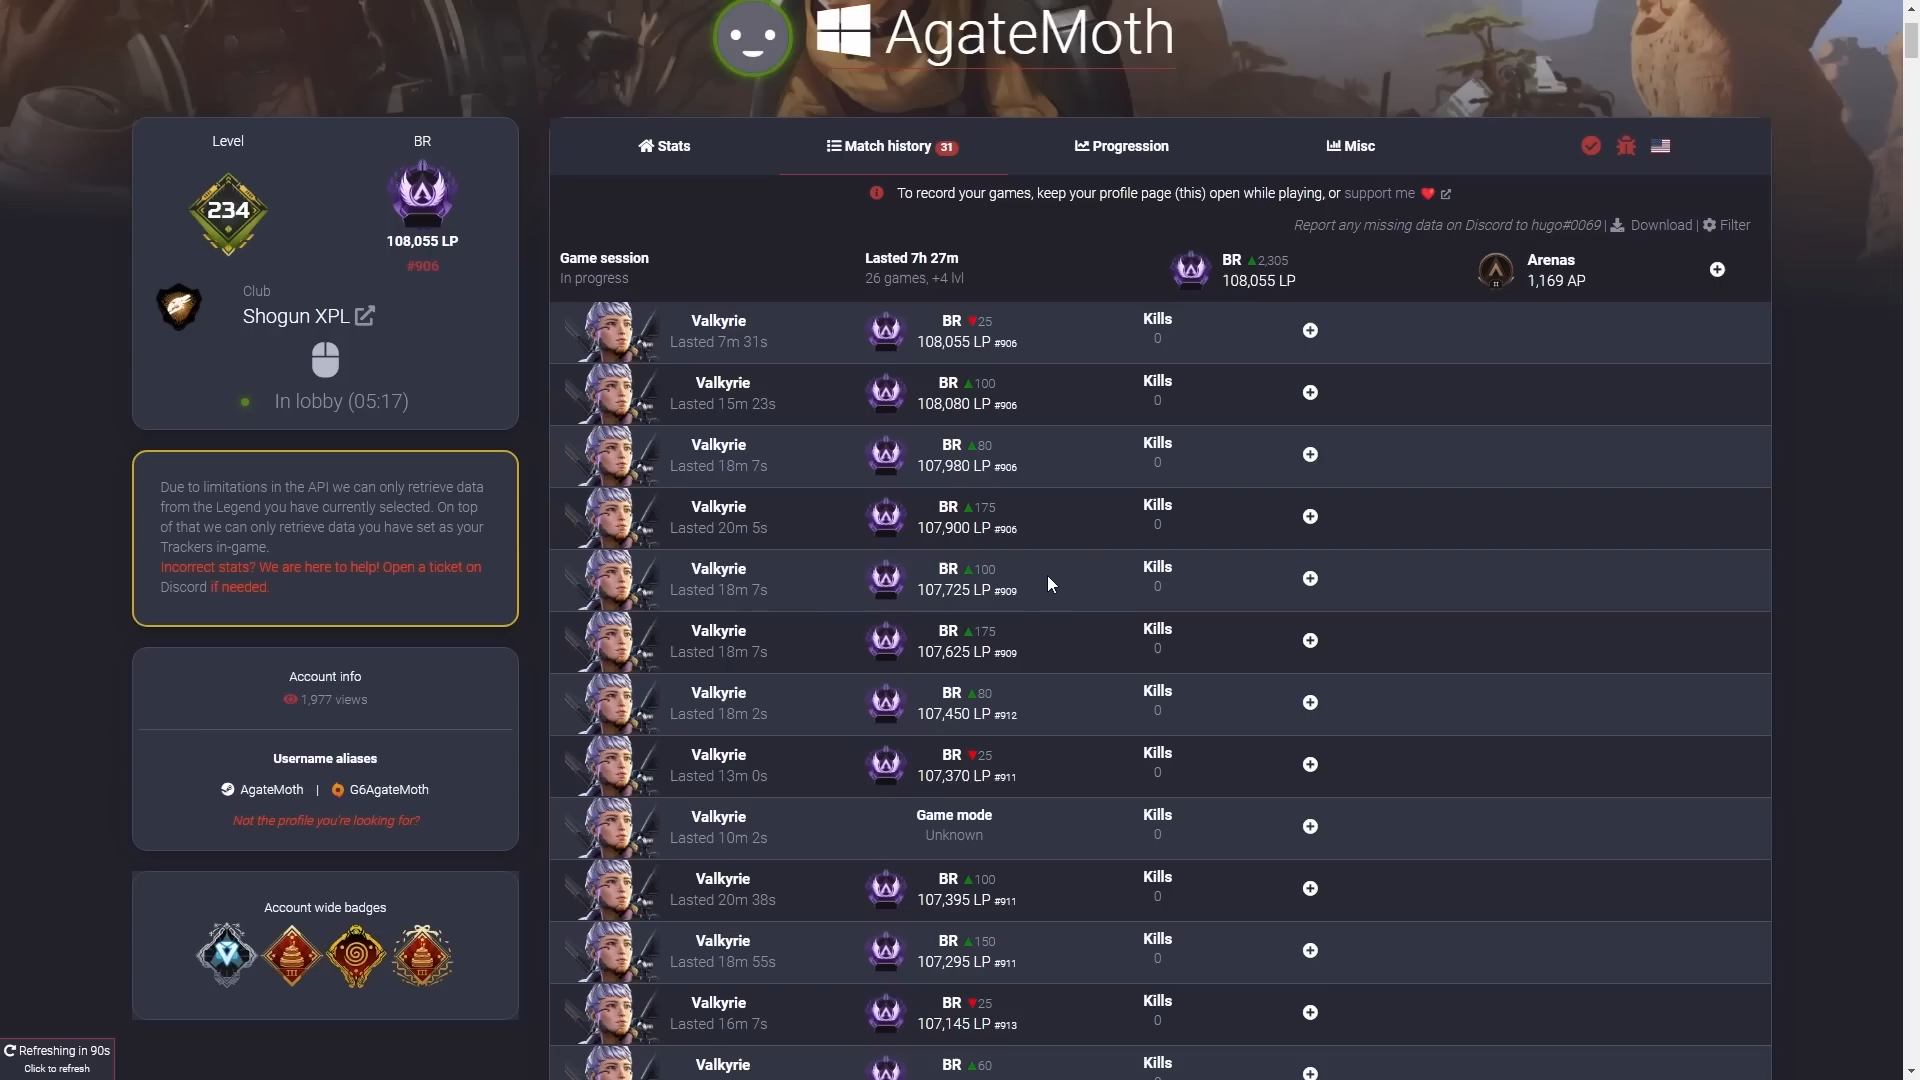 AgateMoth
Level
BR
234
108,055 LP
#906
Club
Shogun XPL
In lobby (05:17)
Due to limitations in the API we can only retrieve data
from the Legend you have currently selected. On top
of that we can only retrieve data you have set as your
Trackers in-game.
Incorrect stats? We are here to help! Open a ticket on
Discord if needed.
Account info
1,977 views
Username aliases
AgateMoth | G6AgateMoth
Not the profile you're looking for?
Account wide badges
Refreshing in 90s
Click to refresh
Stats
Match history 31
Progression
Misc
To record your games, keep your profile page (this) open while playing, or support me
Report any missing data on Discord to hugo#0069 | Download | Filter
Game session
In progress
Lasted 7h 27m
26 games, +4 lvl
BR ▲2,305
108,055 LP
Arenas
1,169 AP
Valkyrie
Lasted 7m 31s
BR ▼25
108,055 LP #906
Kills
0
Valkyrie
Lasted 15m 23s
BR ▲100
108,080 LP #906
Kills
0
Valkyrie
Lasted 18m 7s
BR ▲80
107,980 LP #906
Kills
0
Valkyrie
Lasted 20m 5s
BR ▲175
107,900 LP #906
Kills
0
Valkyrie
Lasted 18m 7s
BR ▲100
107,725 LP #909
Kills
0
Valkyrie
Lasted 18m 7s
BR ▲175
107,625 LP #909
Kills
0
Valkyrie
Lasted 18m 2s
BR ▲80
107,450 LP #912
Kills
0
Valkyrie
Lasted 13m 0s
BR ▼25
107,370 LP #911
Kills
0
Valkyrie
Lasted 10m 2s
Game mode
Unknown
Kills
0
Valkyrie
Lasted 20m 38s
BR ▲100
107,395 LP #911
Kills
0
Valkyrie
Lasted 18m 55s
BR ▲150
107,295 LP #911
Kills
0
Valkyrie
Lasted 16m 7s
BR ▼25
107,145 LP #913
Kills
0
Valkyrie
BR ▲60
Kills